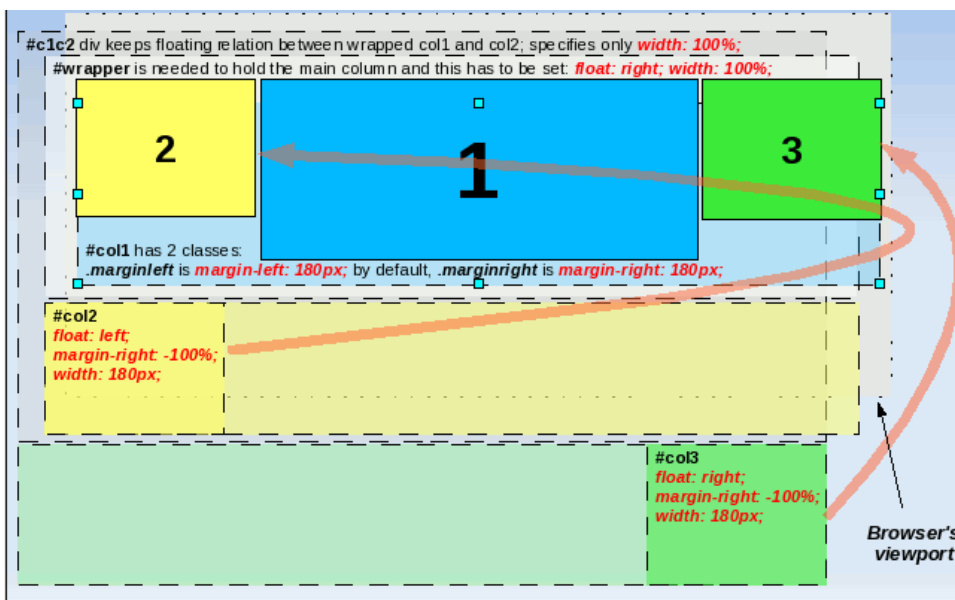 #c1c2 div keeps floating relation between wrapped col1 and col2; specifies only width: 100%;
#wrapper is needed to hold the main column and this has to be set: float: right; width: 100%;
2
1
3
#col1 has 2 classes:
.marginleft is margin-left: 180px; by default, .marginright is margin-right: 180px;
#col2
float: left;
margin-right: -100%;
width: 180px;
#col3
float: right;
margin-right: -100%;
width: 180px;
Browser's
viewport